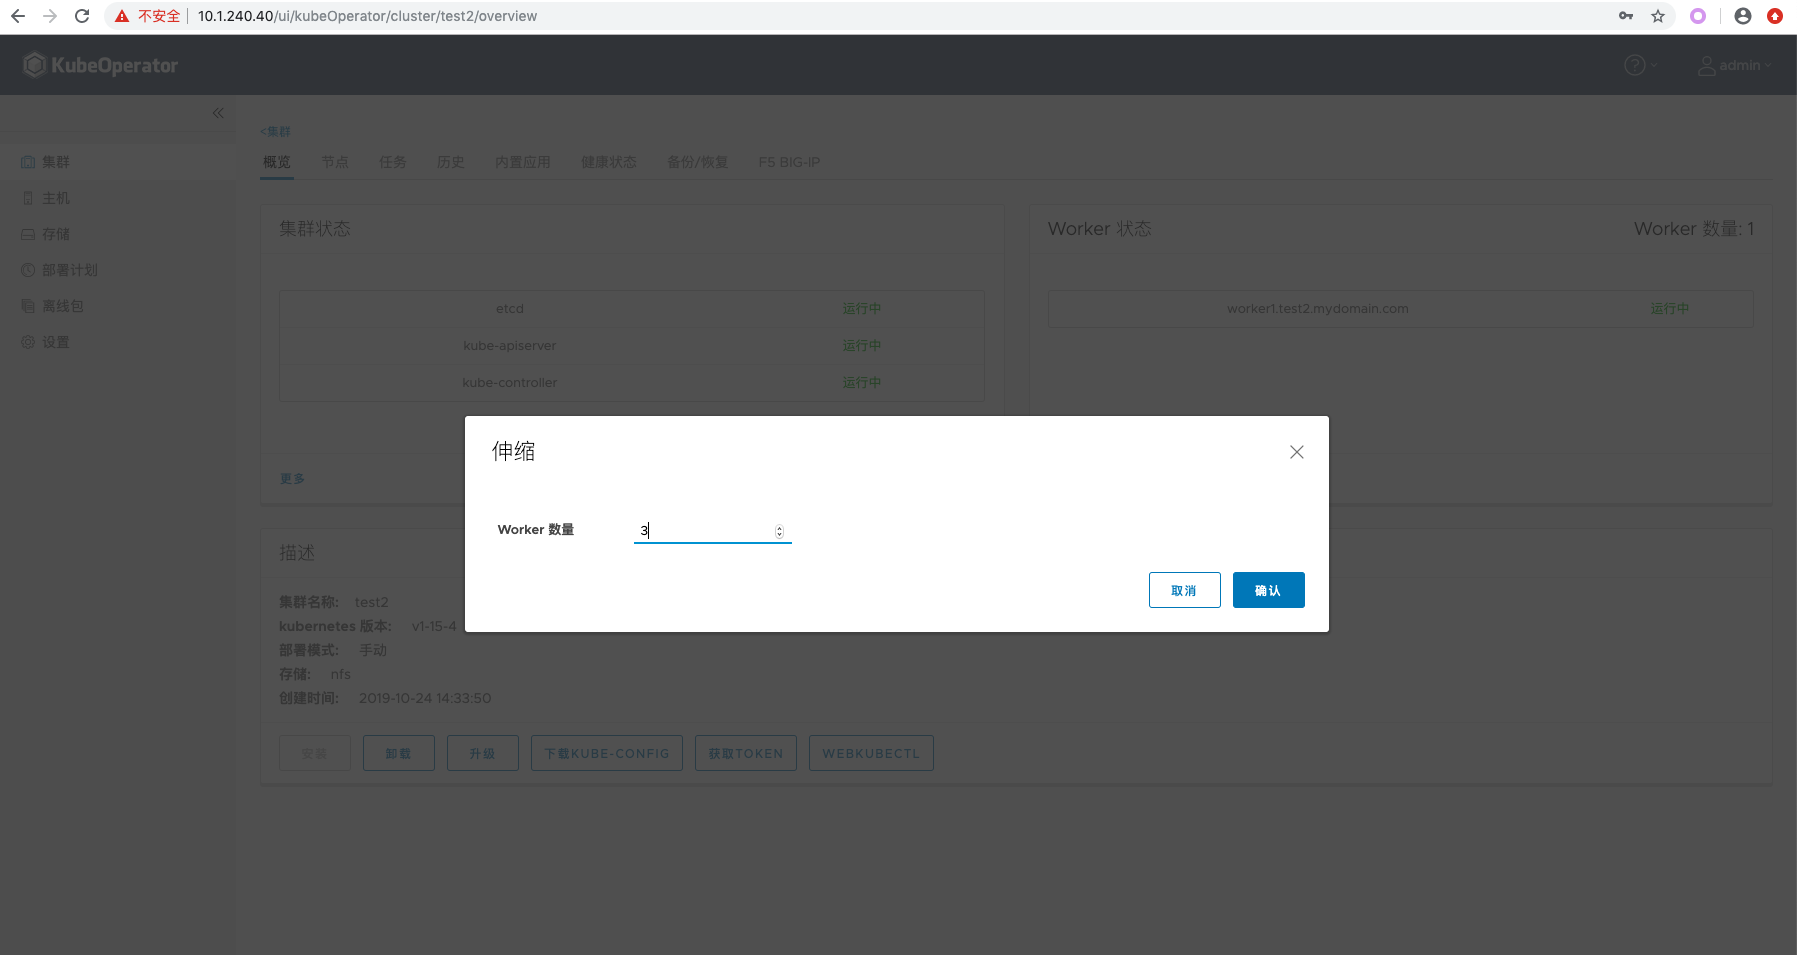 不安全 10.1.240.40/ui/kubeOperator/cluster/test2/overview
KubeOperator
? admin
<集群
概览 节点 任务 历史 内置应用 健康状态 备份/恢复 F5 BIG-IP
集群
主机
存储
部署计划
离线包
设置
集群状态
etcd 运行中
kube-apiserver 运行中
kube-controller 运行中
更多
Worker 状态 Worker 数量: 1
worker1.test2.mydomain.com 运行中
伸缩
Worker 数量 3
取消 确认
描述
集群名称: test2
kubernetes 版本: v1-15-4
部署模式: 手动
存储: nfs
创建时间: 2019-10-24 14:33:50
安装 卸载 升级 下载KUBE-CONFIG 获取TOKEN WEBKUBECTL